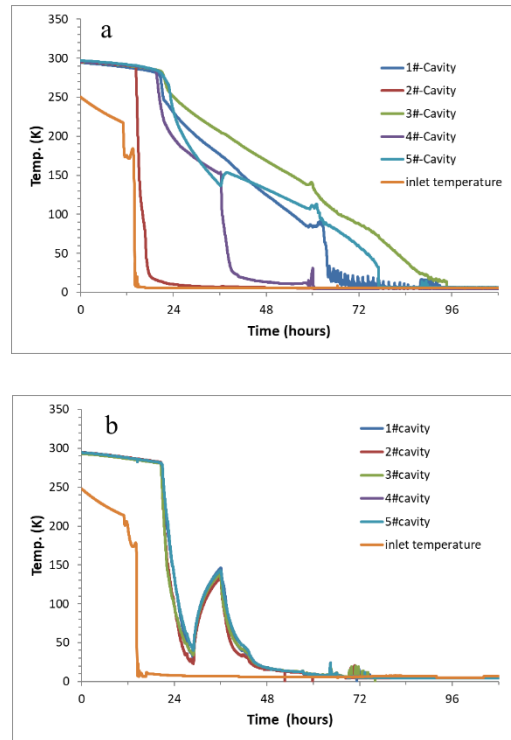 a
350
300
250
200
150
100
50
0
Temp. (K)
0 24 48 72 96
Time (hours)
1#-Cavity
2#-Cavity
3#-Cavity
4#-Cavity
5#-Cavity
inlet temperature
b
350
300
250
200
150
100
50
0
Temp. (K)
0 24 48 72 96
Time (hours)
1#cavity
2#cavity
3#cavity
4#cavity
5#cavity
inlet temperature